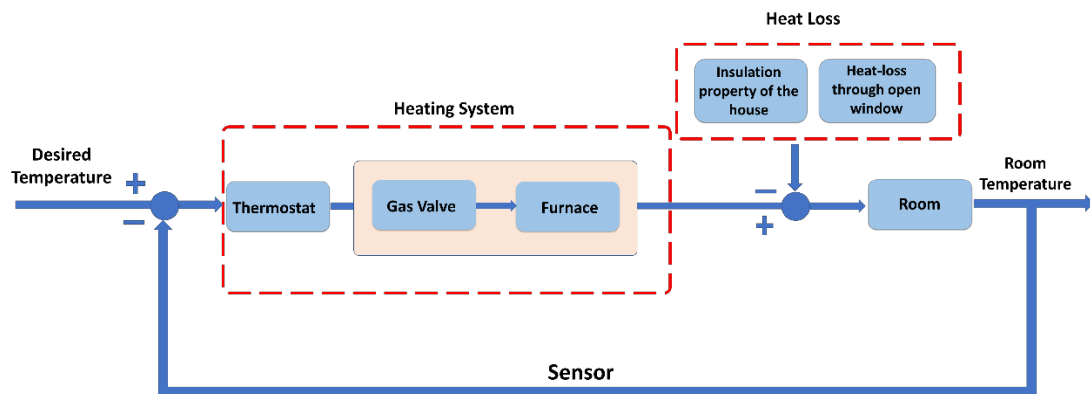 Heat Loss
Insulation
property of the
house
Heat-loss
through open
window
Heating System
Desired
Temperature
+
−
Thermostat
Gas Valve
Furnace
−
+
Room
Room
Temperature
Sensor